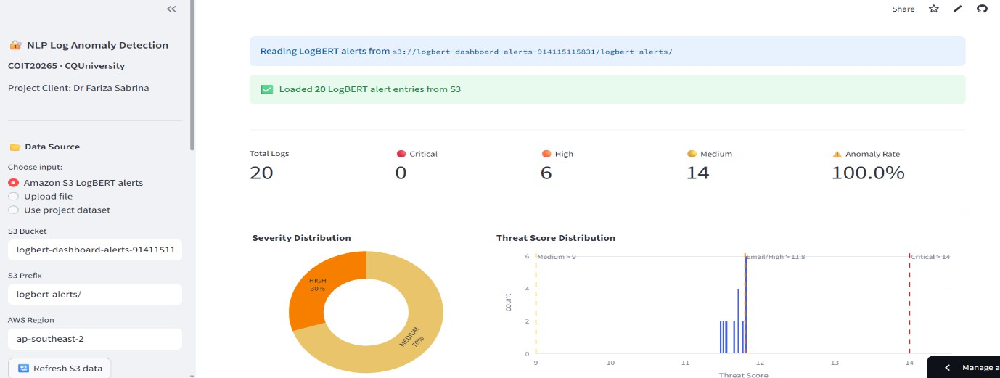 Share
NLP Log Anomaly Detection
COIT20265 · CQUniversity
Project Client: Dr Fariza Sabrina
Data Source
Choose input:
Amazon S3 LogBERT alerts
Upload file
Use project dataset
S3 Bucket
logbert-dashboard-alerts-91411511
S3 Prefix
logbert-alerts/
AWS Region
ap-southeast-2
Refresh S3 data
Reading LogBERT alerts from s3://logbert-dashboard-alerts-914115115831/logbert-alerts/
Loaded 20 LogBERT alert entries from S3
Total Logs
20
Critical
0
High
6
Medium
14
Anomaly Rate
100.0%
Severity Distribution
HIGH
30%
MEDIUM
70%
Threat Score Distribution
Medium > 9
Email/High > 11.8
Critical > 14
count
6
4
2
0
9
10
11
12
13
14
Threat Score
Manage a